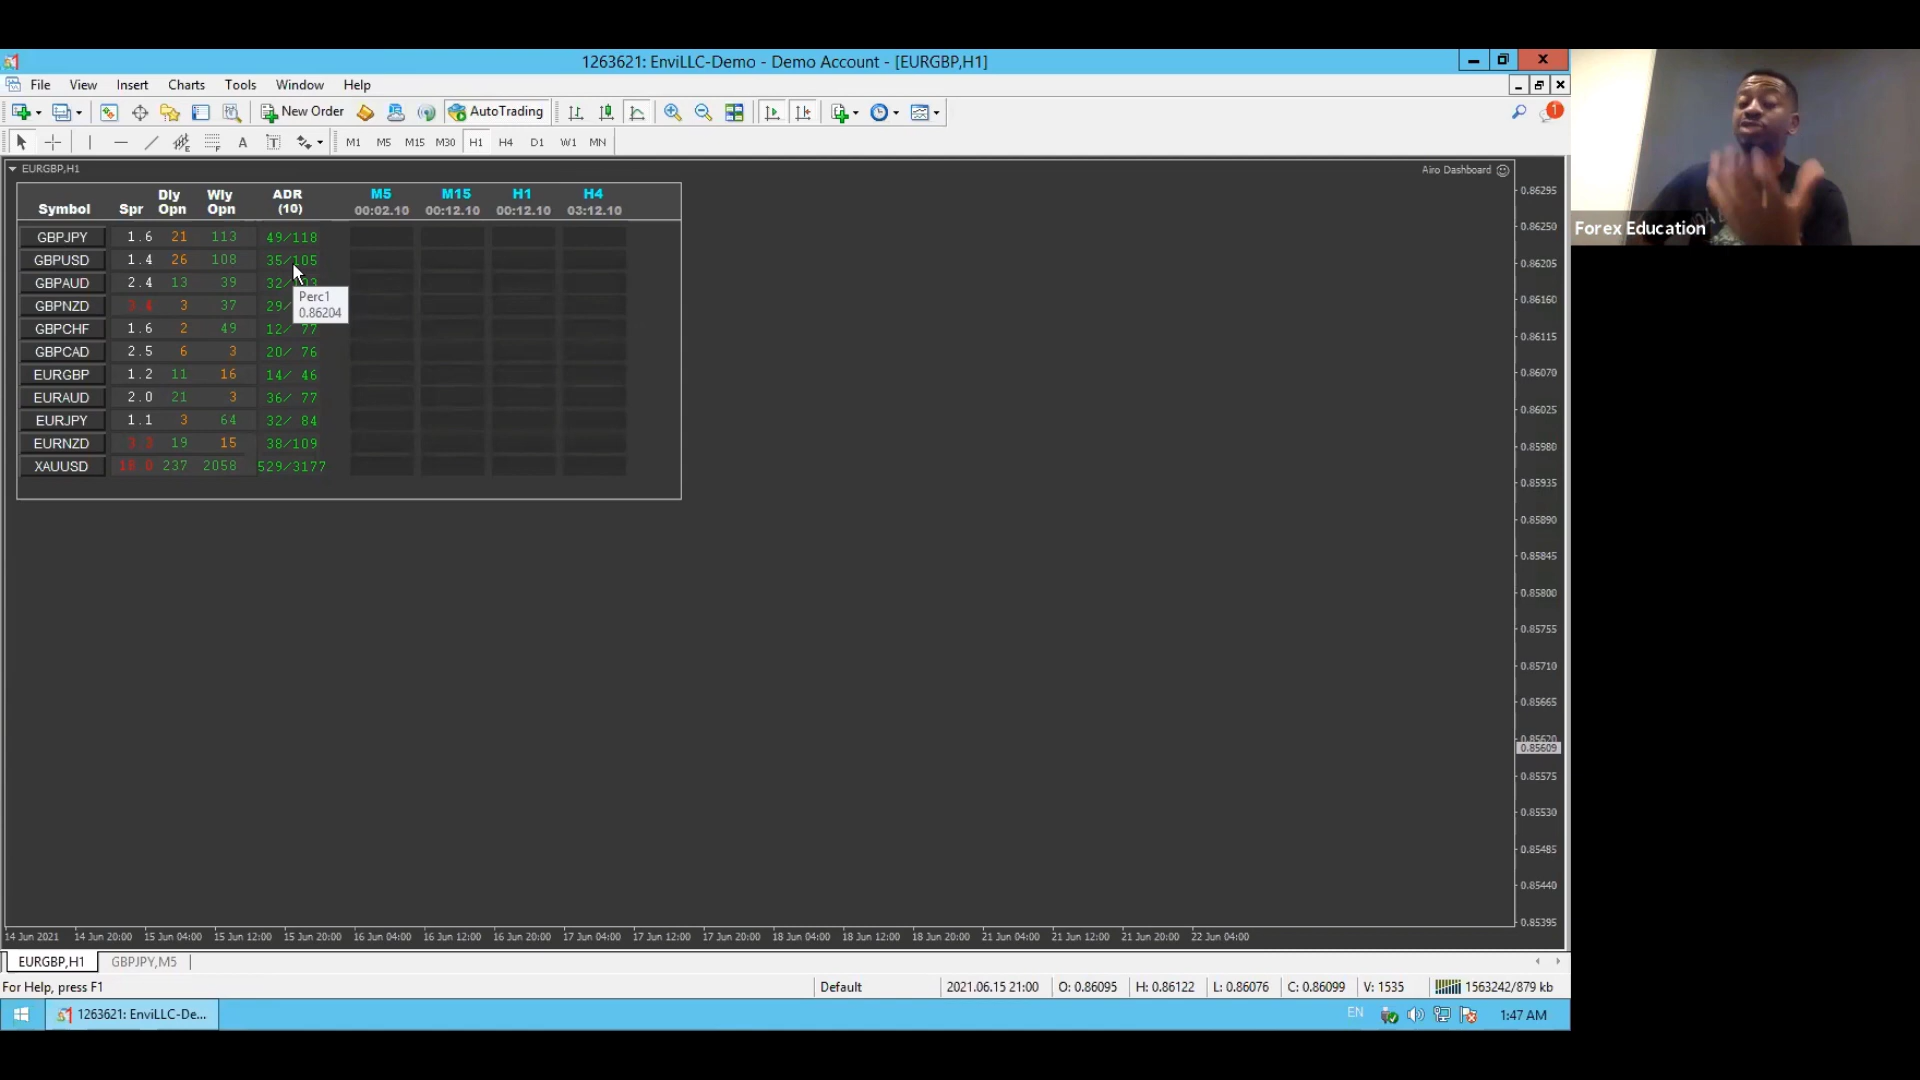 1263621: EnviLLC-Demo - Demo Account - [EURGBP,H1]
File View Insert Charts Tools Window Help
New Order AutoTrading 1
A T M1 M5 M15 M30 H1 H4 D1 W1 MN
EURGBP,H1 Airo Dashboard
Symbol Spr Dly Opn Wly Opn ADR (10) M5 00:02.10 M15 00:12.10 H1 00:12.10 H4 03:12.10
GBPJPY 1.6 21 113 49/118
GBPUSD 1.4 26 108 35/105
GBPAUD 2.4 13 39 32/
GBPNZD 3 37 29/
GBPCHF 1.6 2 49 12/ 77
GBPCAD 2.5 6 3 20/ 76
EURGBP 1.2 11 16 14/ 46
EURAUD 2.0 21 3 36/ 77
EURJPY 1.1 3 64 32/ 84
EURNZD 19 15 38/109
XAUUSD 18.0 237 2058 529/3177
Perc1
0.86204
0.86295
0.86250
0.86205
0.86160
0.86115
0.86070
0.86025
0.85980
0.85935
0.85890
0.85845
0.85800
0.85755
0.85710
0.85665
0.85620
0.85609
0.85575
0.85530
0.85485
0.85440
0.85395
14 Jun 2021 14 Jun 20:00 15 Jun 04:00 15 Jun 12:00 15 Jun 20:00 16 Jun 04:00 16 Jun 12:00 16 Jun 20:00 17 Jun 04:00 17 Jun 12:00 17 Jun 20:00 18 Jun 04:00 18 Jun 12:00 18 Jun 20:00 21 Jun 04:00 21 Jun 12:00 21 Jun 20:00 22 Jun 04:00
EURGBP,H1 GBPJPY,M5
For Help, press F1 Default 2021.06.15 21:00 O: 0.86095 H: 0.86122 L: 0.86076 C: 0.86099 V: 1535 1563242/879 kb
1263621: EnviLLC-De... EN 1:47 AM
Forex Education